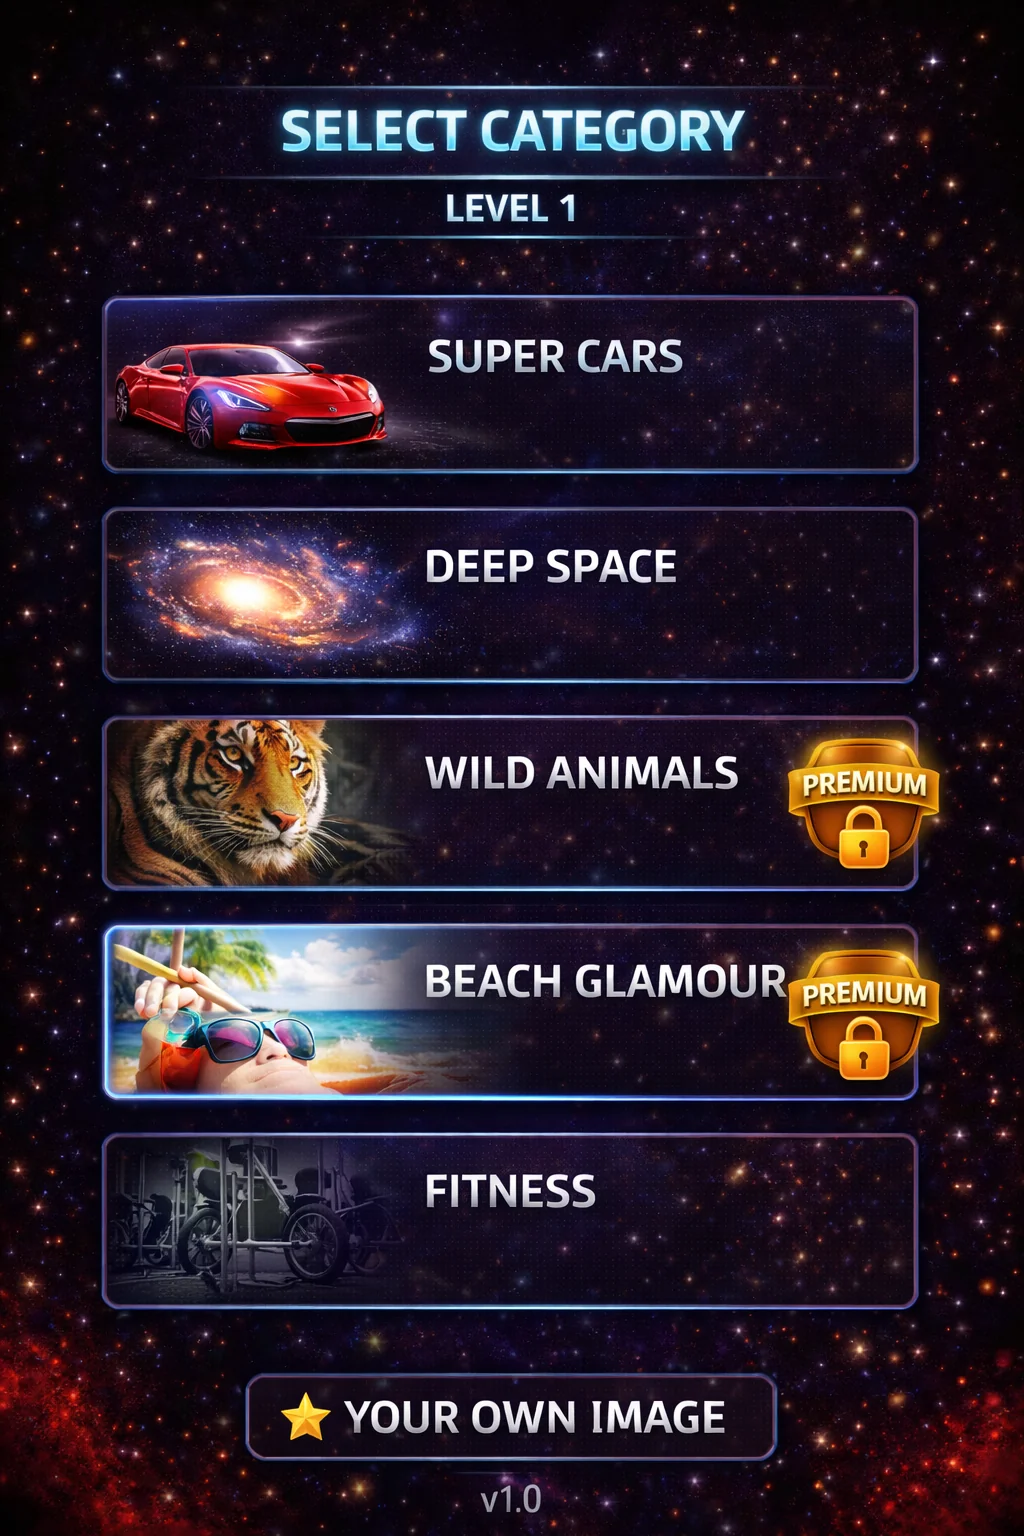 SELECT CATEGORY
LEVEL 1
SUPER CARS
DEEP SPACE
WILD ANIMALS
PREMIUM
BEACH GLAMOUR
PREMIUM
FITNESS
YOUR OWN IMAGE
v1.0